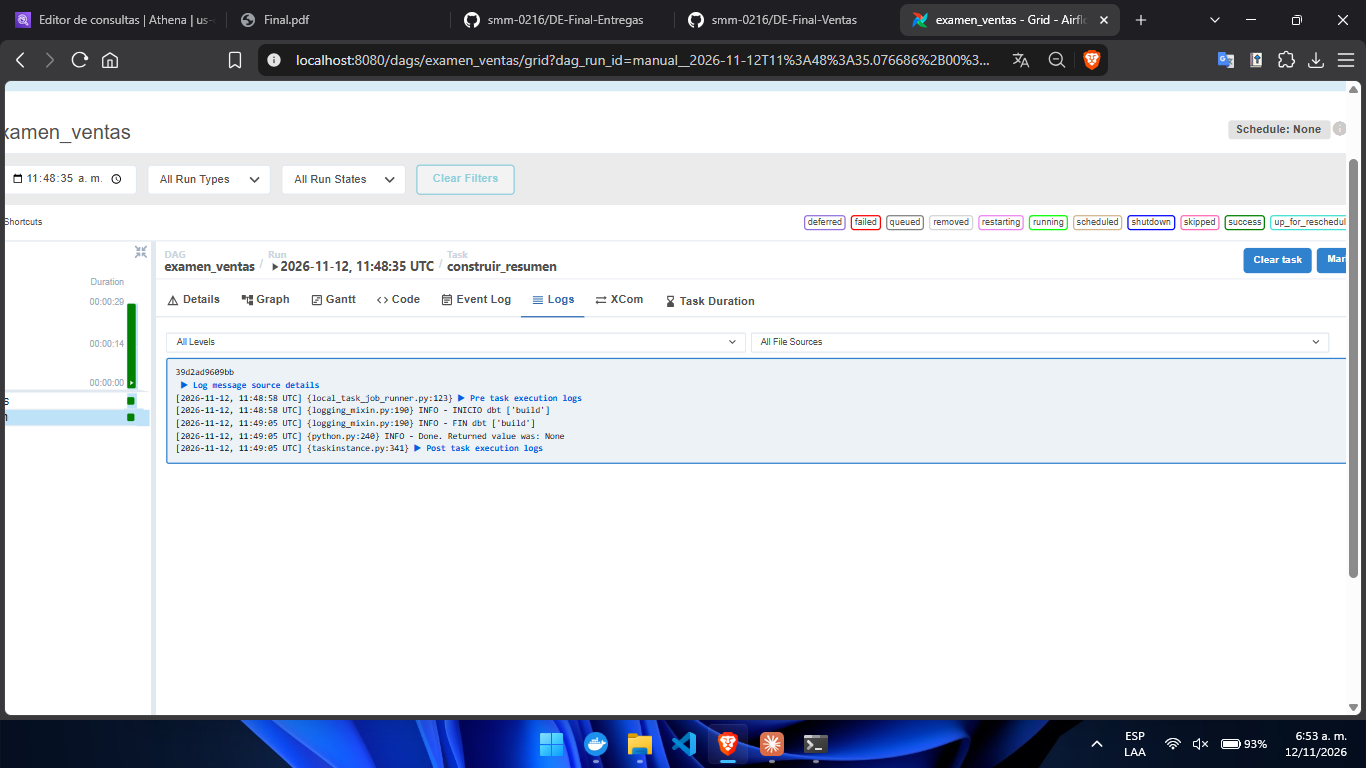 Editor de consultas | Athena | us-
Final.pdf
smm-0216/DE-Final-Entregas
smm-0216/DE-Final-Ventas
examen_ventas - Grid - Airfl
localhost:8080/dags/examen_ventas/grid?dag_run_id=manual__2026-11-12T11%3A48%3A35.076686%2B00%3...
xamen_ventas
Schedule: None
11:48:35 a. m.
All Run Types
All Run States
Clear Filters
Shortcuts
deferred failed queued removed restarting running scheduled shutdown skipped success up_for_reschedul
DAG
examen_ventas
/
Run
2026-11-12, 11:48:35 UTC
/
Task
construir_resumen
Clear task
Mar
Duration
00:00:29
00:00:14
00:00:00
Details
Graph
Gantt
Code
Event Log
Logs
XCom
Task Duration
All Levels
All File Sources
39d2ad9609bb
▶ Log message source details
[2026-11-12, 11:48:58 UTC] {local_task_job_runner.py:123} ▶ Pre task execution logs
[2026-11-12, 11:48:58 UTC] {logging_mixin.py:190} INFO - INICIO dbt ['build']
[2026-11-12, 11:49:05 UTC] {logging_mixin.py:190} INFO - FIN dbt ['build']
[2026-11-12, 11:49:05 UTC] {python.py:240} INFO - Done. Returned value was: None
[2026-11-12, 11:49:05 UTC] {taskinstance.py:341} ▶ Post task execution logs
ESP
LAA
93%
6:53 a. m.
12/11/2026